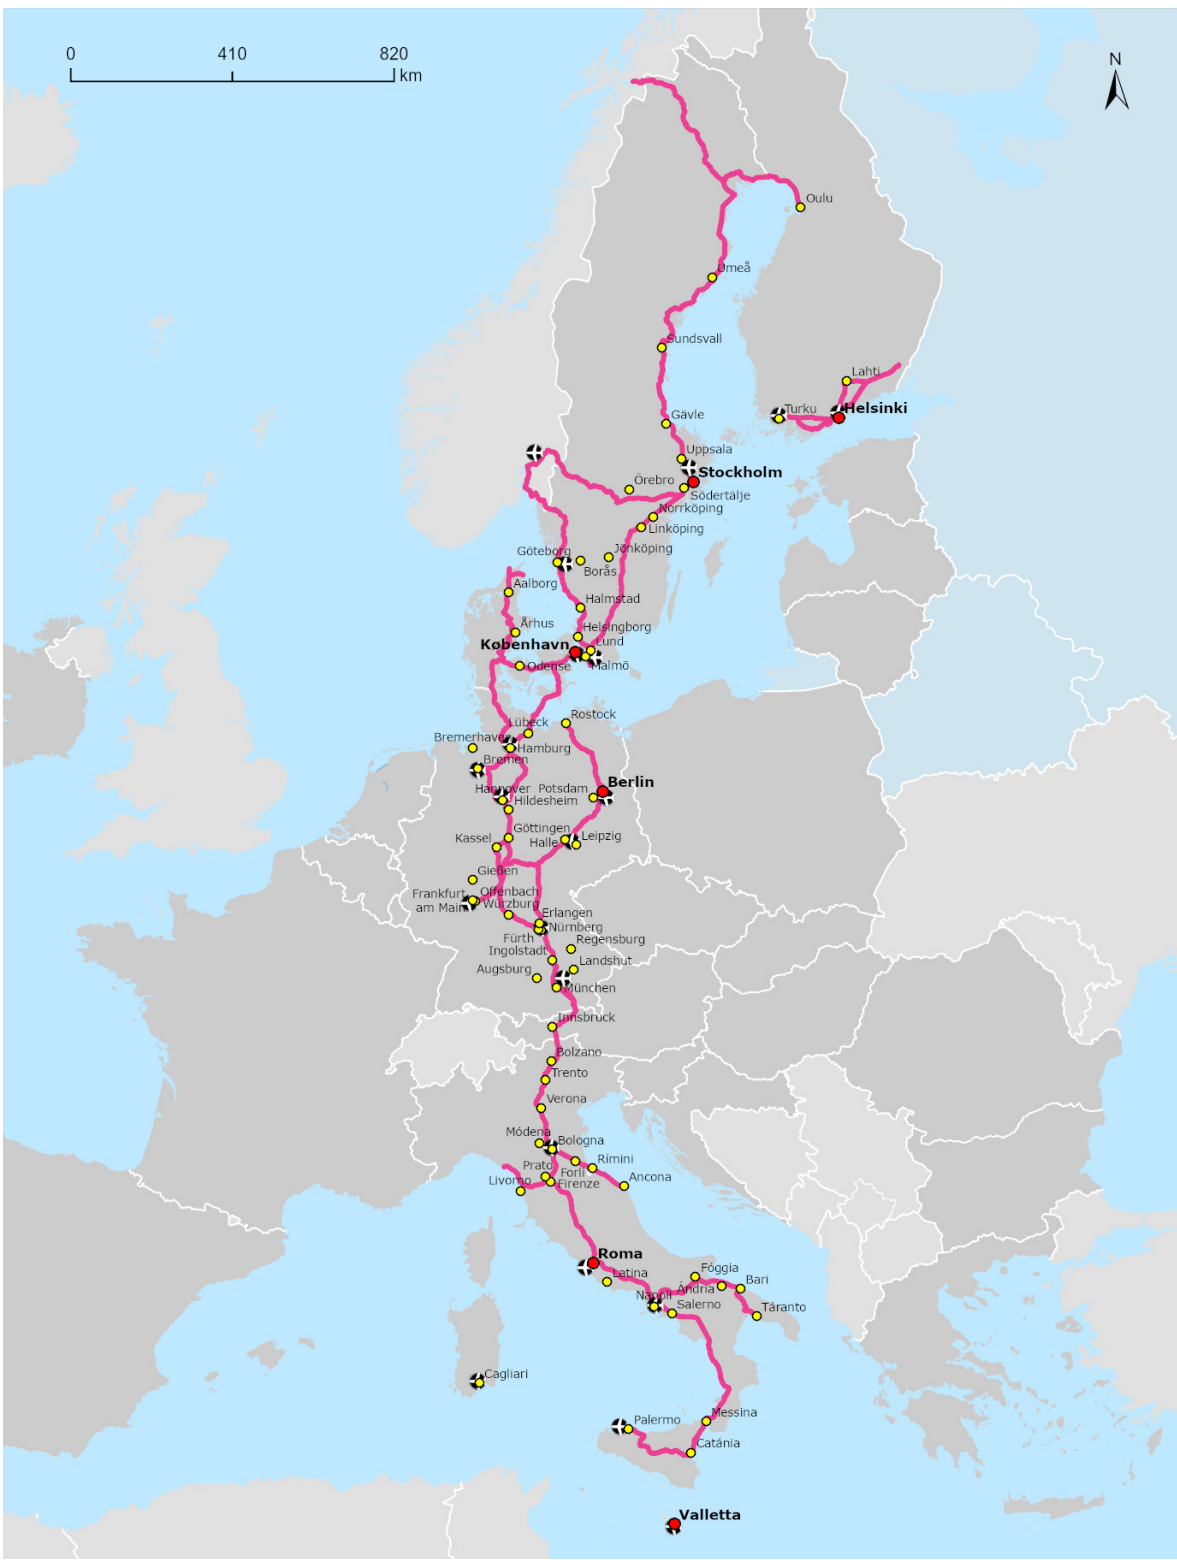 0 410 820
km
N
Oulu
Umeå
Sundsvall
Lahti
Turku
Helsinki
Gävle
Uppsala
Stockholm
Örebro
Södertälje
Norrköping
Linköping
Göteborg
Jönköping
Borås
Aalborg
Halmstad
Århus
Helsingborg
København
Lund
Odense
Malmö
Rostock
Lübeck
Bremerhaven
Hamburg
Bremen
Berlin
Hannover
Potsdam
Hildesheim
Göttingen
Leipzig
Kassel
Halle
Gießen
Frankfurt
am Main
Offenbach
Würzburg
Erlangen
Nürnberg
Fürth
Regensburg
Ingolstadt
Landshut
Augsburg
München
Innsbruck
Bolzano
Trento
Verona
Módena
Bologna
Prato
Rímini
Forlì
Livorno
Firenze
Ancona
Roma
Latina
Fóggia
Ándria
Bari
Napoli
Salerno
Táranto
Cagliari
Palermo
Messina
Catánia
Valletta